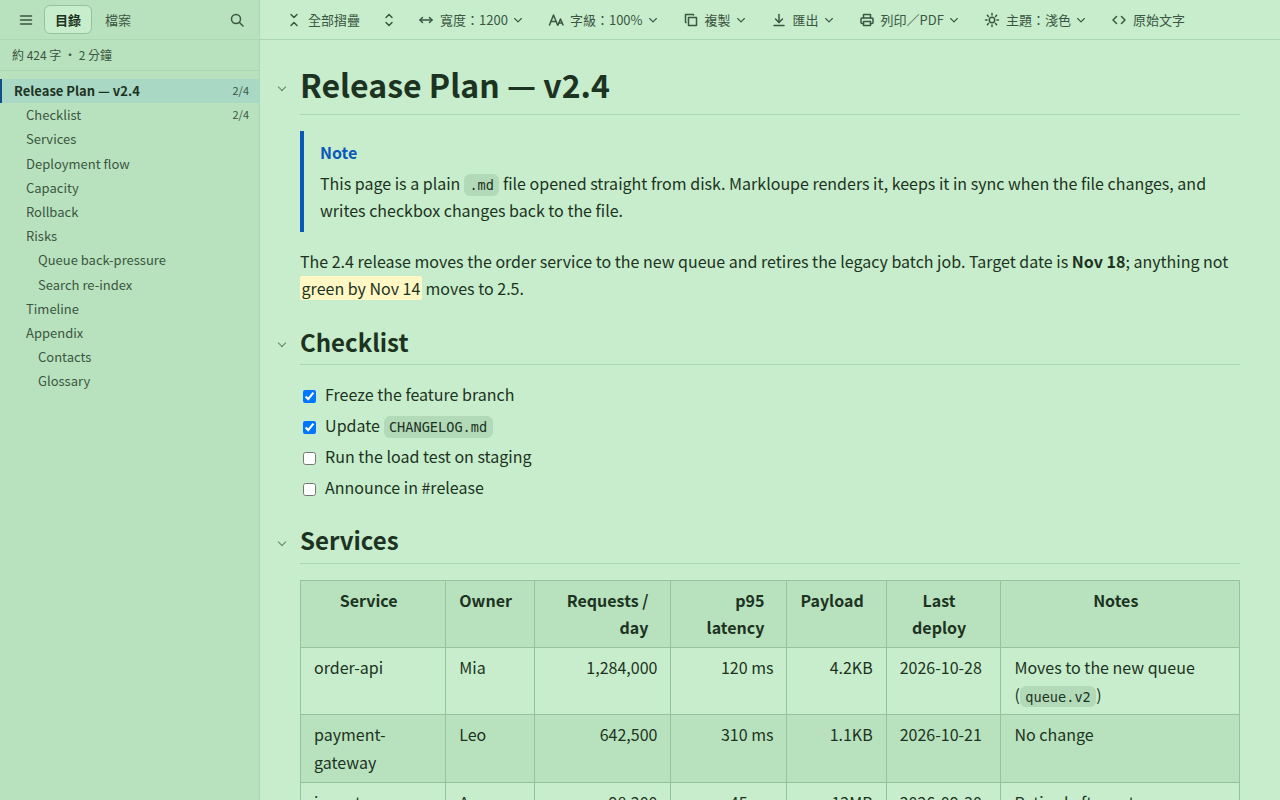 目錄 檔案
全部摺疊 寬度：1200 字級：100% 複製 匯出 列印／PDF 主題：淺色 原始文字
約 424 字 · 2 分鐘
Release Plan — v2.4 2/4
Checklist 2/4
Services
Deployment flow
Capacity
Rollback
Risks
Queue back-pressure
Search re-index
Timeline
Appendix
Contacts
Glossary
Release Plan — v2.4
Note
This page is a plain .md file opened straight from disk. Markloupe renders it, keeps it in sync when the file changes, and
writes checkbox changes back to the file.
The 2.4 release moves the order service to the new queue and retires the legacy batch job. Target date is Nov 18; anything not
green by Nov 14 moves to 2.5.
Checklist
Freeze the feature branch
Update CHANGELOG.md
Run the load test on staging
Announce in #release
Services
Service Owner Requests / day p95 latency Payload Last deploy Notes
order-api Mia 1,284,000 120 ms 4.2KB 2026-10-28 Moves to the new queue (queue.v2)
payment-gateway Leo 642,500 310 ms 1.1KB 2026-10-21 No change